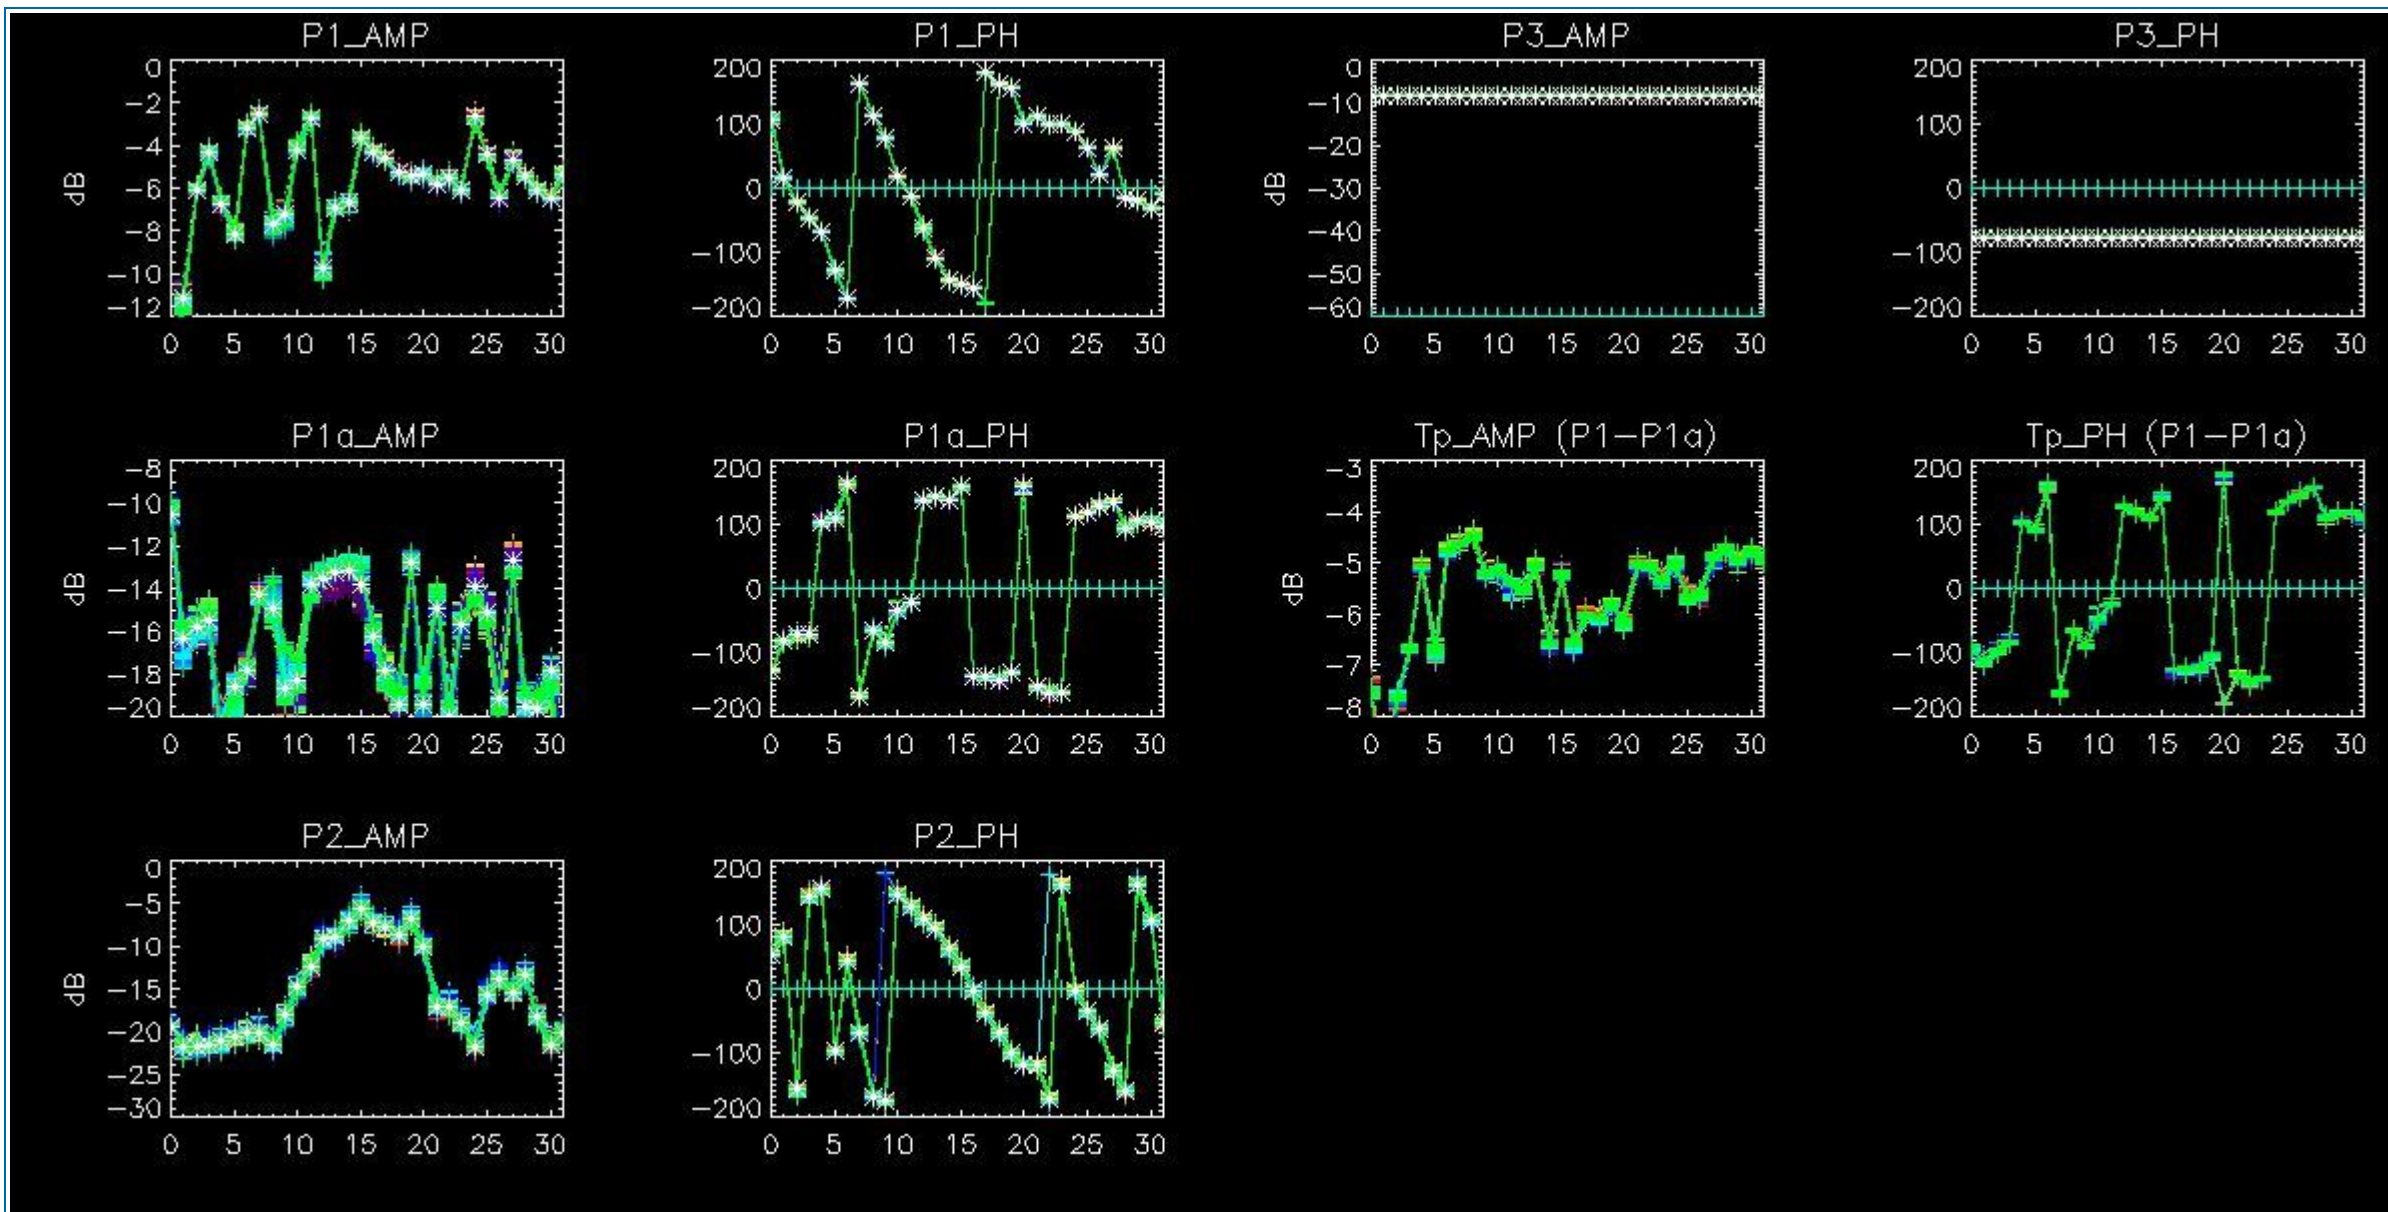 P1_AMP P1_PH P3_AMP P3_PH
0 200 0 200
-2 100 -10 100
-4 0 -20 0
-6 -100 -30 -100
-8 -200 -40 -200
-10 -50
-12 -60
dB dB
0 5 10 15 20 25 30 0 5 10 15 20 25 30 0 5 10 15 20 25 30 0 5 10 15 20 25 30
P1a_AMP P1a_PH Tp_AMP (P1-P1a) Tp_PH (P1-P1a)
-8 200 -3 200
-10 100 -4 100
-12 0 -5 0
-14 -100 -6 -100
-16 -200 -7 -200
-18 -8
-20
dB dB
0 5 10 15 20 25 30 0 5 10 15 20 25 30 0 5 10 15 20 25 30 0 5 10 15 20 25 30
P2_AMP P2_PH
0 200
-5 100
-10 0
-15 -100
-20 -200
-25
-30
dB
0 5 10 15 20 25 30 0 5 10 15 20 25 30